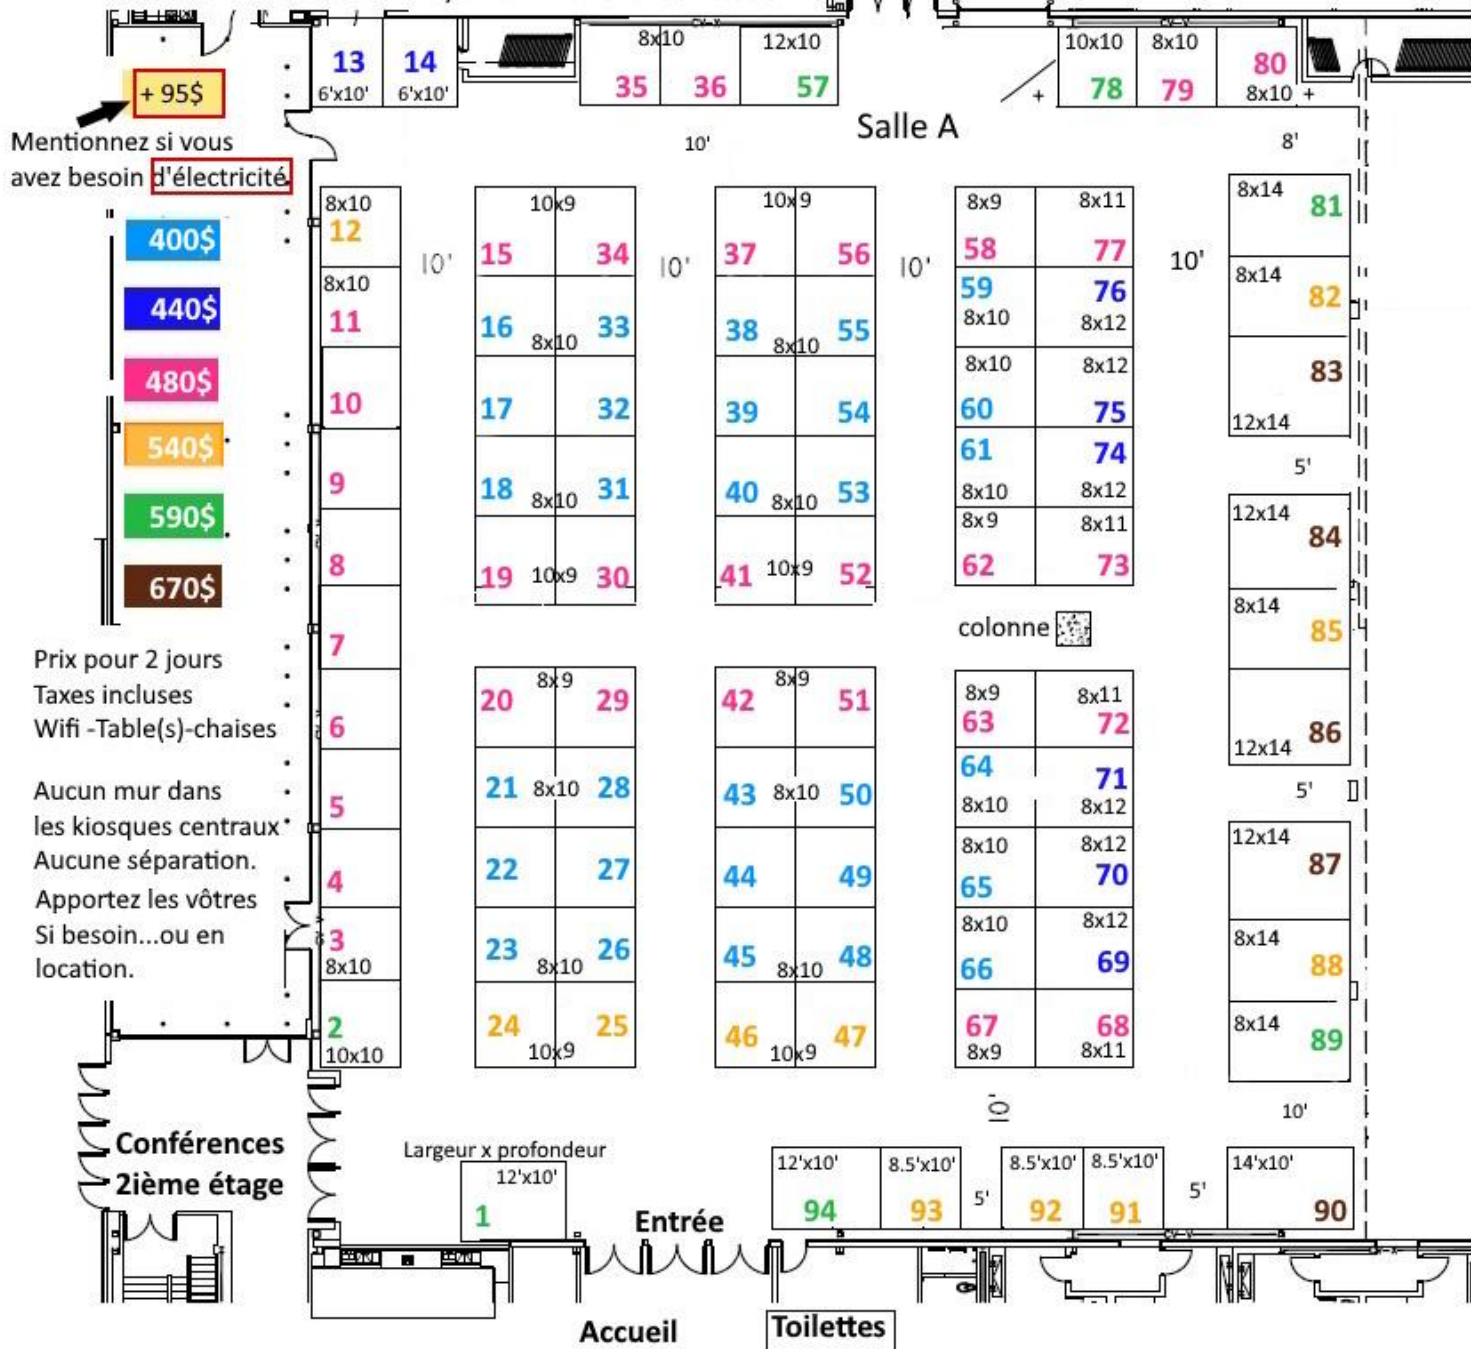 13
6'x10'
14
6'x10'
8x10
35
36
12x10
57
10x10
78
8x10
79
80
8x10 +
+
+ 95$
Mentionnez si vous
avez besoin d'électricité
Salle A
10'
8'
400$
440$
480$
540$
590$
670$
Prix pour 2 jours
Taxes incluses
Wifi -Table(s)-chaises
Aucun mur dans
les kiosques centraux
Aucune séparation.
Apportez les vôtres
Si besoin...ou en
location.
8x10
12
8x10
11
10
9
8
7
6
5
4
3
8x10
2
10x10
10'
10x9
15 34
16 33
8x10
17 32
18 31
8x10
19 10x9 30
8x9
20 29
21 8x10 28
22 27
23 26
8x10
24 25
10x9
10'
10x9
37 56
38 55
8x10
39 54
40 53
8x10
41 10x9 52
8x9
42 51
43 8x10 50
44 49
45 48
8x10
46 47
10x9
10'
8x9 8x11
58 77
59 76
8x10 8x12
8x10 8x12
60 75
61 74
8x10 8x12
8x9 8x11
62 73
colonne
8x9 8x11
63 72
64 71
8x10 8x12
8x10 8x12
65 70
8x10 8x12
66 69
67 68
8x9 8x11
10'
10'
8x14
81
8x14
82
83
12x14
5'
12x14
84
8x14
85
86
12x14
5'
12x14
87
8x14
88
8x14
89
10'
Conférences
2ième étage
Largeur x profondeur
12'x10'
1
Entrée
12'x10'
94
8.5'x10'
93
5'
8.5'x10'
92
8.5'x10'
91
5'
14'x10'
90
Accueil
Toilettes